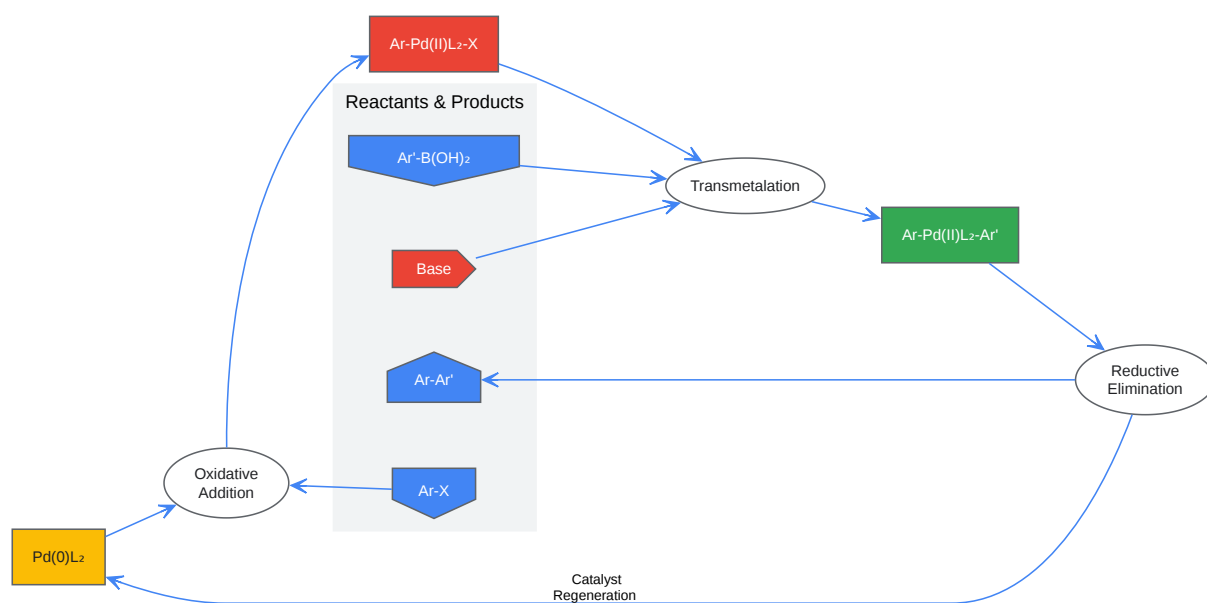 Ar-Pd(II)L₂-X
Reactants & Products
Ar'-B(OH)₂
Transmetalation
Ar-Pd(II)L₂-Ar'
Base
Ar-Ar'
Reductive
Elimination
Oxidative
Addition
Ar-X
Pd(0)L₂
Catalyst
Regeneration